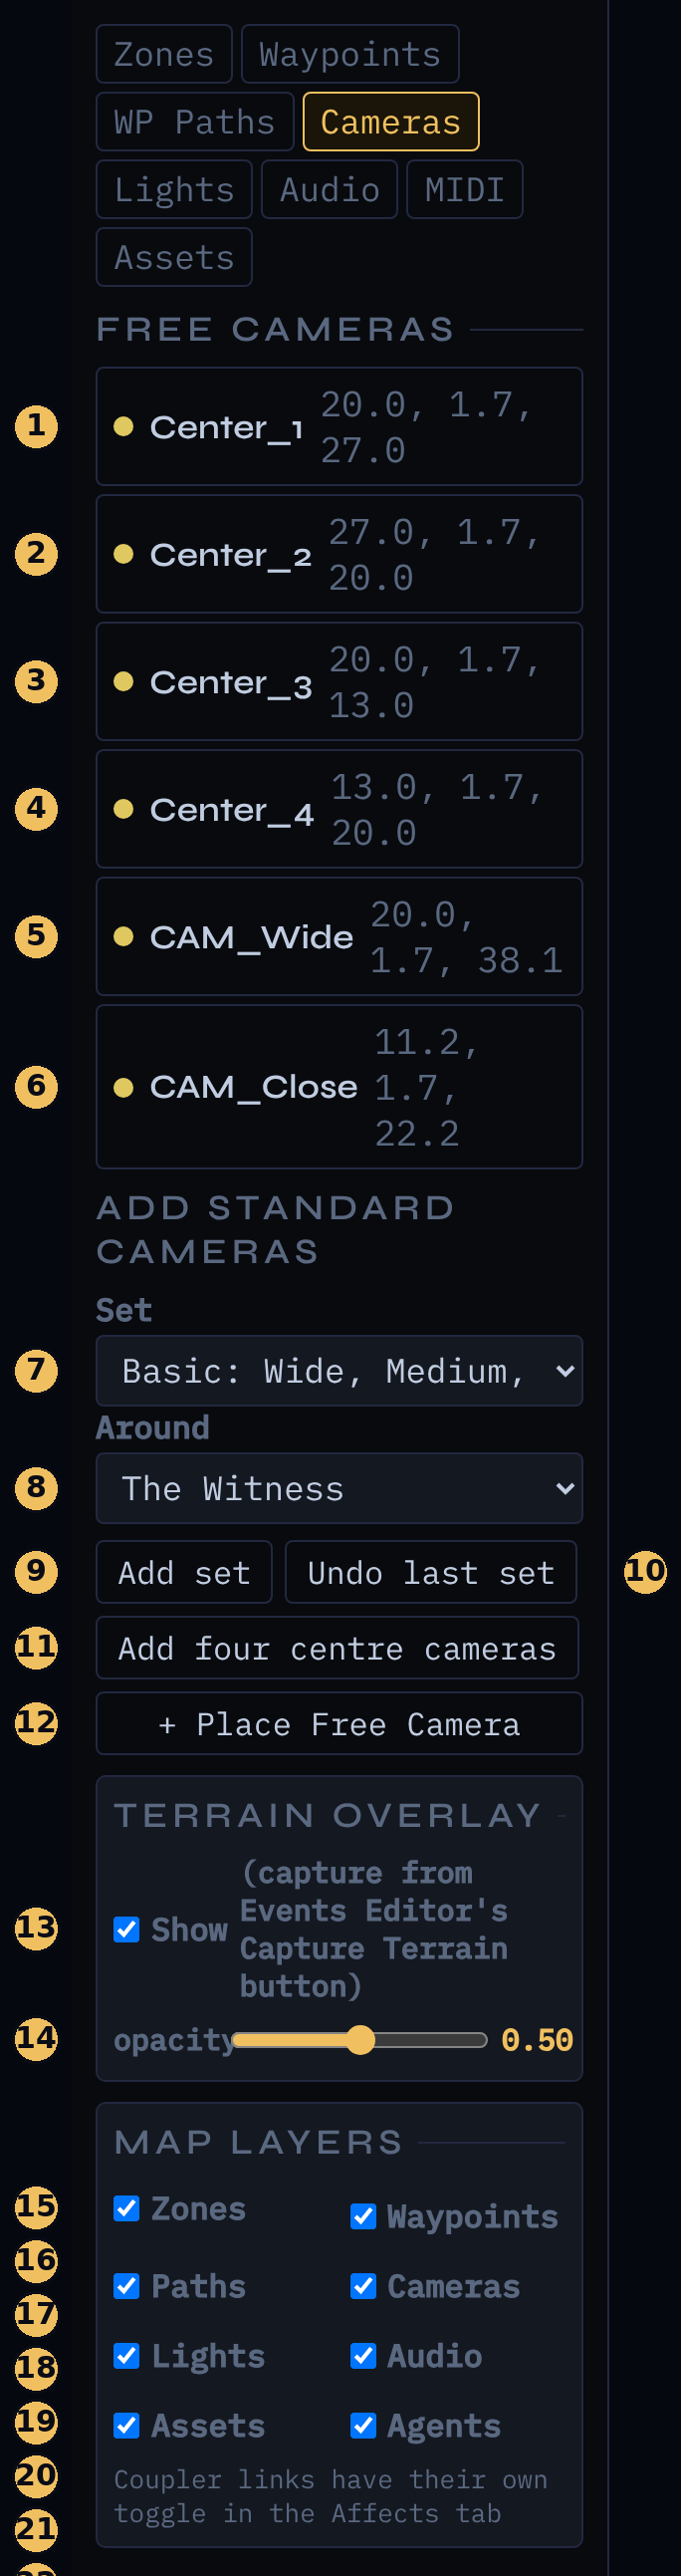 Zones Waypoints
WP Paths Cameras
Lights Audio MIDI
Assets
FREE CAMERAS
1 Center_1 20.0, 1.7,
27.0
2 Center_2 27.0, 1.7,
20.0
3 Center_3 20.0, 1.7,
13.0
4 Center_4 13.0, 1.7,
20.0
5 CAM_Wide 20.0,
1.7, 38.1
6 CAM_Close 11.2,
1.7,
22.2
ADD STANDARD
CAMERAS
Set
7 Basic: Wide, Medium,
Around
8 The Witness
9 Add set Undo last set 10
11 Add four centre cameras
12 + Place Free Camera
TERRAIN OVERLAY
13 Show (capture from
Events Editor's
Capture Terrain
button)
14 opacity 0.50
MAP LAYERS
15 Zones Waypoints
16
Paths Cameras
17
18 Lights Audio
19 Assets Agents
20 Coupler links have their own
toggle in the Affects tab
21